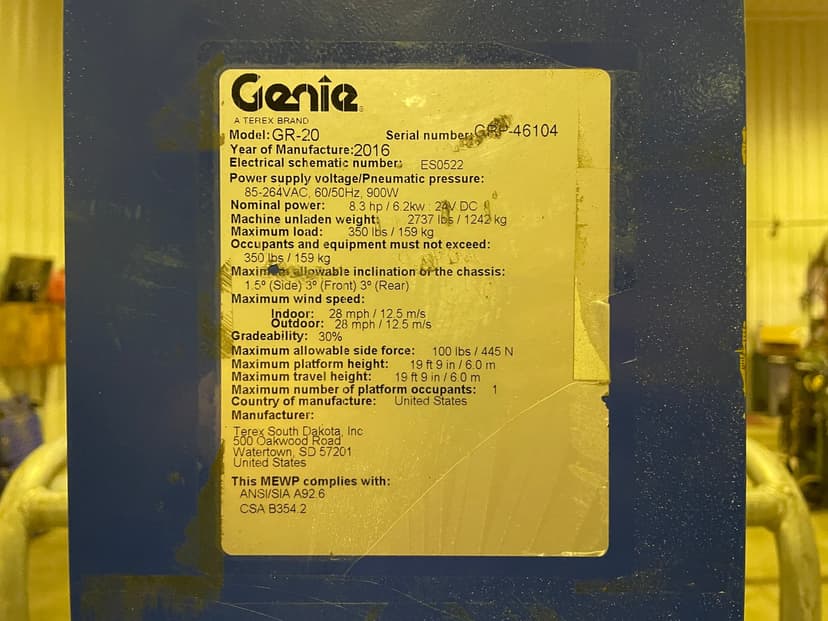 Genie
A TEREX BRAND
Model: GR-20 Serial number: GRP-46104
Year of Manufacture: 2016
Electrical schematic number: ES0522
Power supply voltage/Pneumatic pressure:
85-264VAC, 60/50Hz, 900W
Nominal power: 8.3 hp / 6.2kw : 24V DC
Machine unladen weight: 2737 lbs / 1242 kg
Maximum load: 350 lbs / 159 kg
Occupants and equipment must not exceed:
350 lbs / 159 kg
Maximum allowable inclination of the chassis:
1.5º (Side) 3º (Front) 3º (Rear)
Maximum wind speed:
Indoor: 28 mph / 12.5 m/s
Outdoor: 28 mph / 12.5 m/s
Gradeability: 30%
Maximum allowable side force: 100 lbs / 445 N
Maximum platform height: 19 ft 9 in / 6.0 m
Maximum travel height: 19 ft 9 in / 6.0 m
Maximum number of platform occupants: 1
Country of manufacture: United States
Manufacturer:
Terex South Dakota, Inc
500 Oakwood Road
Watertown, SD 57201
United States
This MEWP complies with:
ANSI/SIA A92.6
CSA B354.2